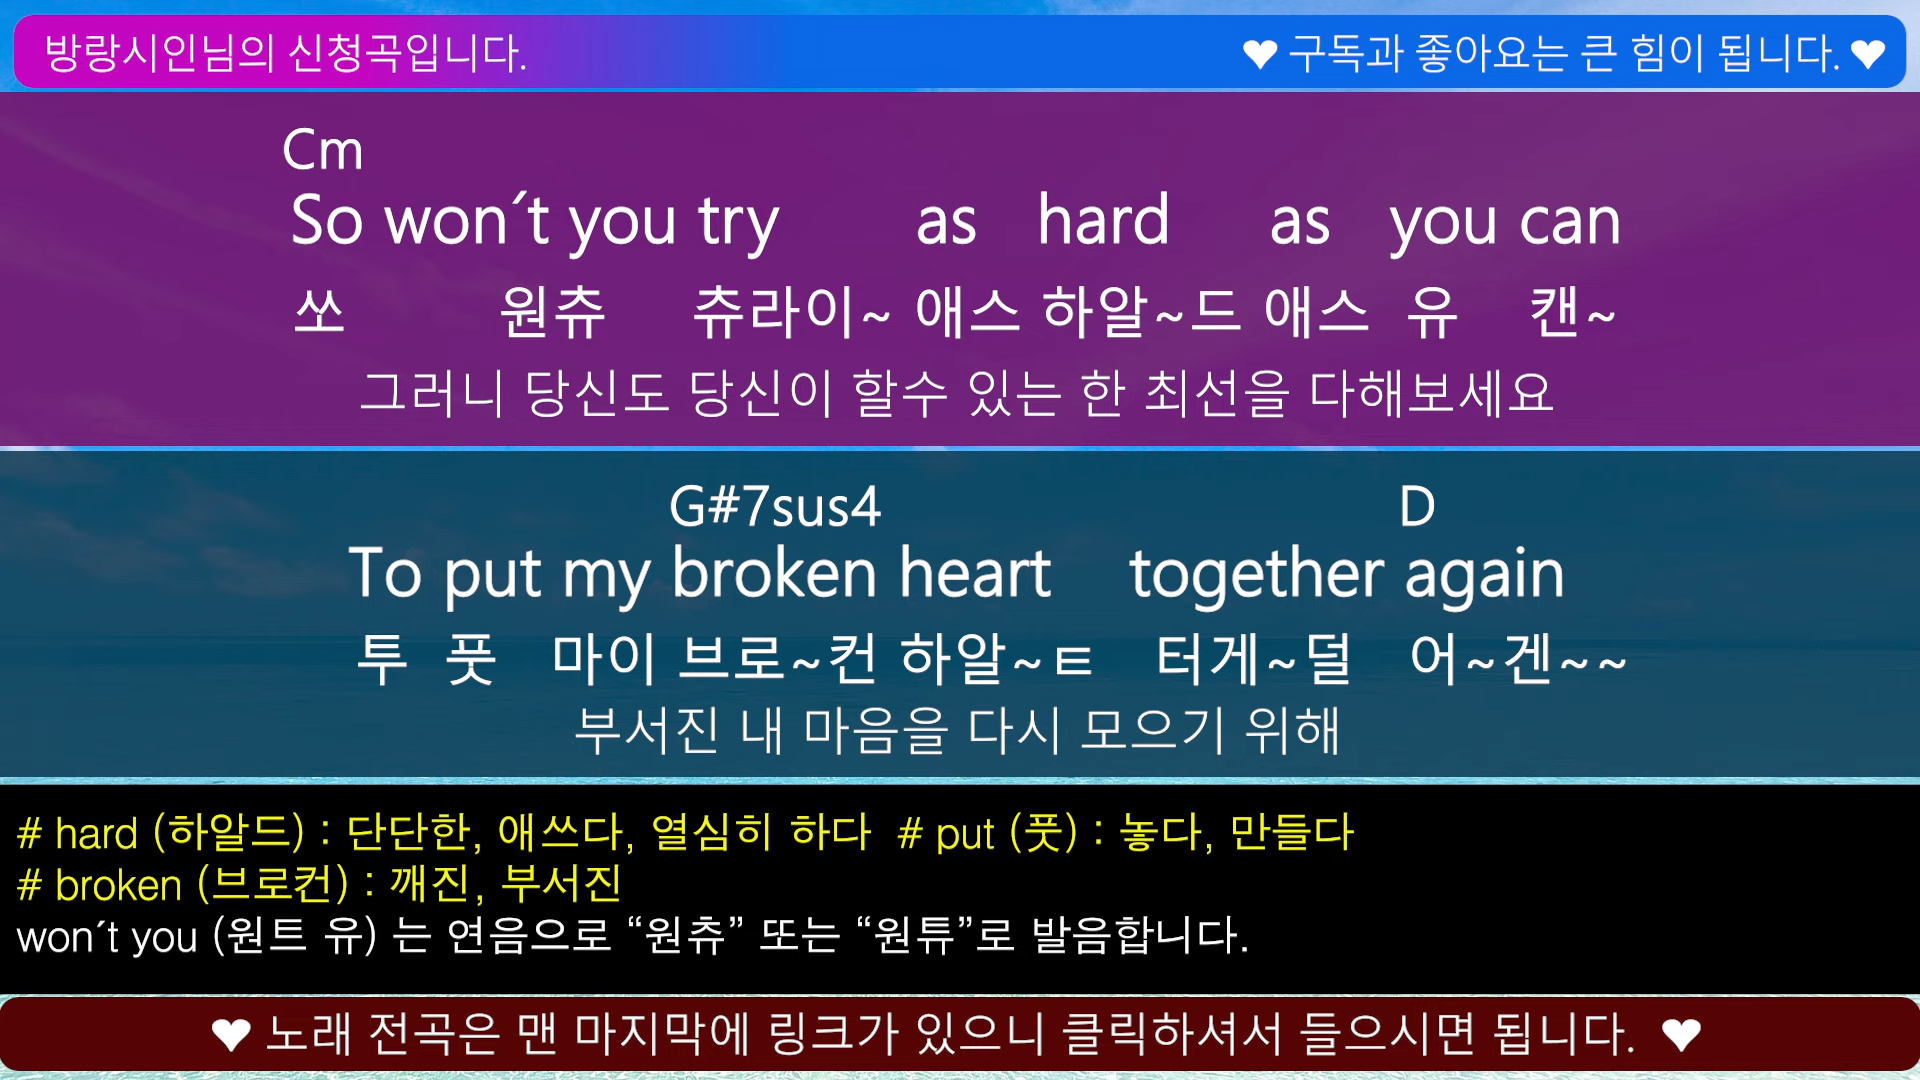 방랑시인님의 신청곡입니다.
♥ 구독과 좋아요는 큰 힘이 됩니다. ♥
Cm
So won´t you try as hard as you can
쏘 원츄 츄라이~ 애스 하알~드 애스 유 캔~
그러니 당신도 당신이 할수 있는 한 최선을 다해보세요
G#7sus4 D
To put my broken heart together again
투 풋 마이 브로~컨 하알~ㅌ 터게~덜 어~겐~~
부서진 내 마음을 다시 모으기 위해
# hard (하알드) : 단단한, 애쓰다, 열심히 하다 # put (풋) : 놓다, 만들다
# broken (브로컨) : 깨진, 부서진
won´t you (원트 유) 는 연음으로 “원츄” 또는 “원튜”로 발음합니다.
♥ 노래 전곡은 맨 마지막에 링크가 있으니 클릭하셔서 들으시면 됩니다. ♥